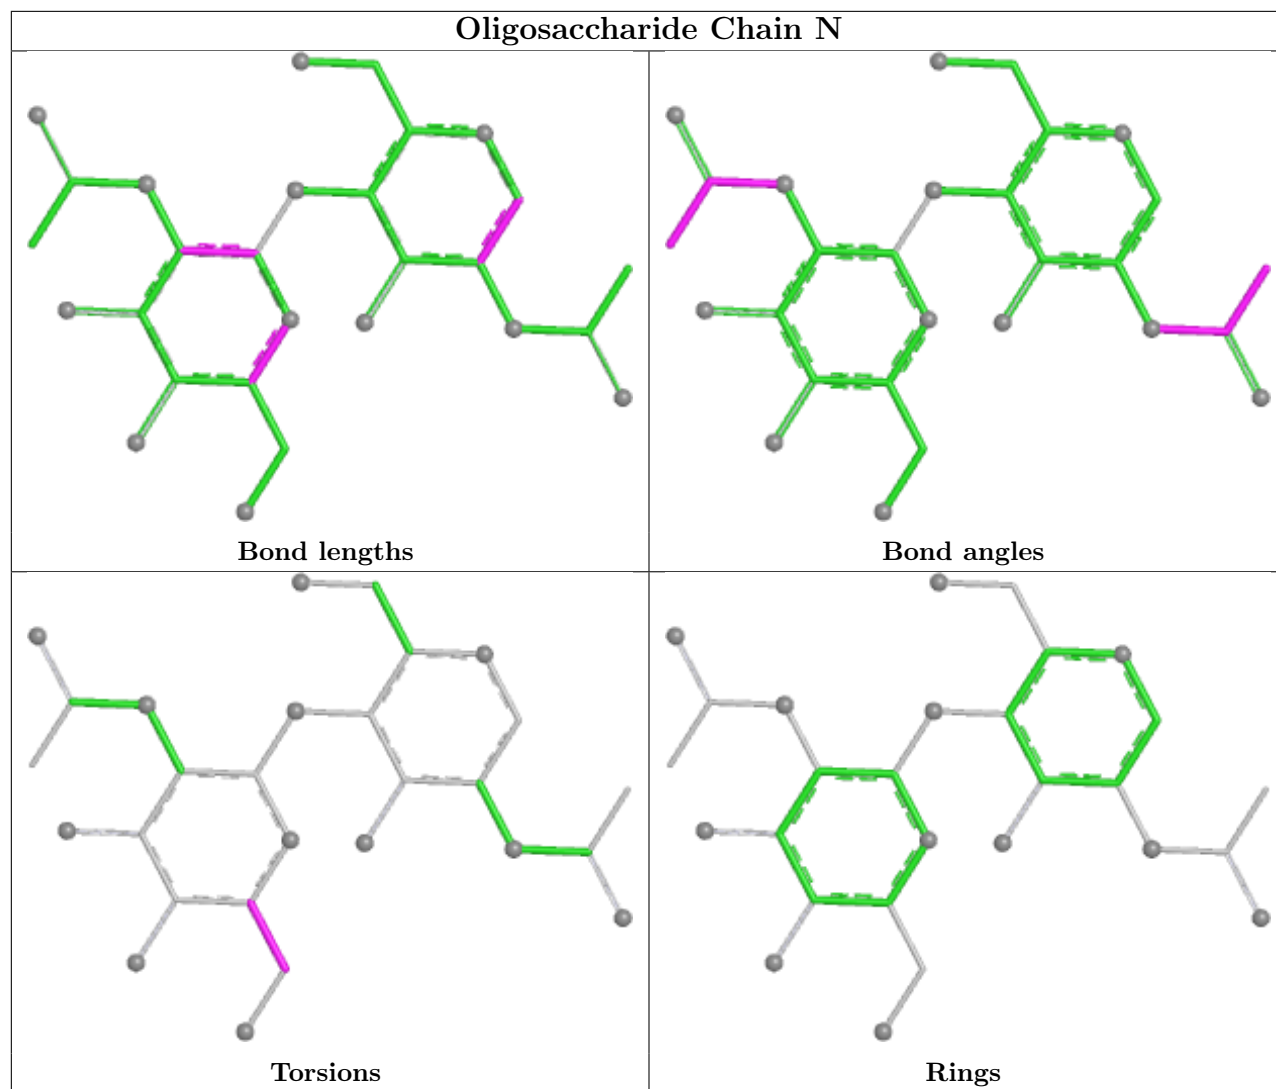 Oligosaccharide Chain N
Bond lengths
Bond angles
Torsions
Rings